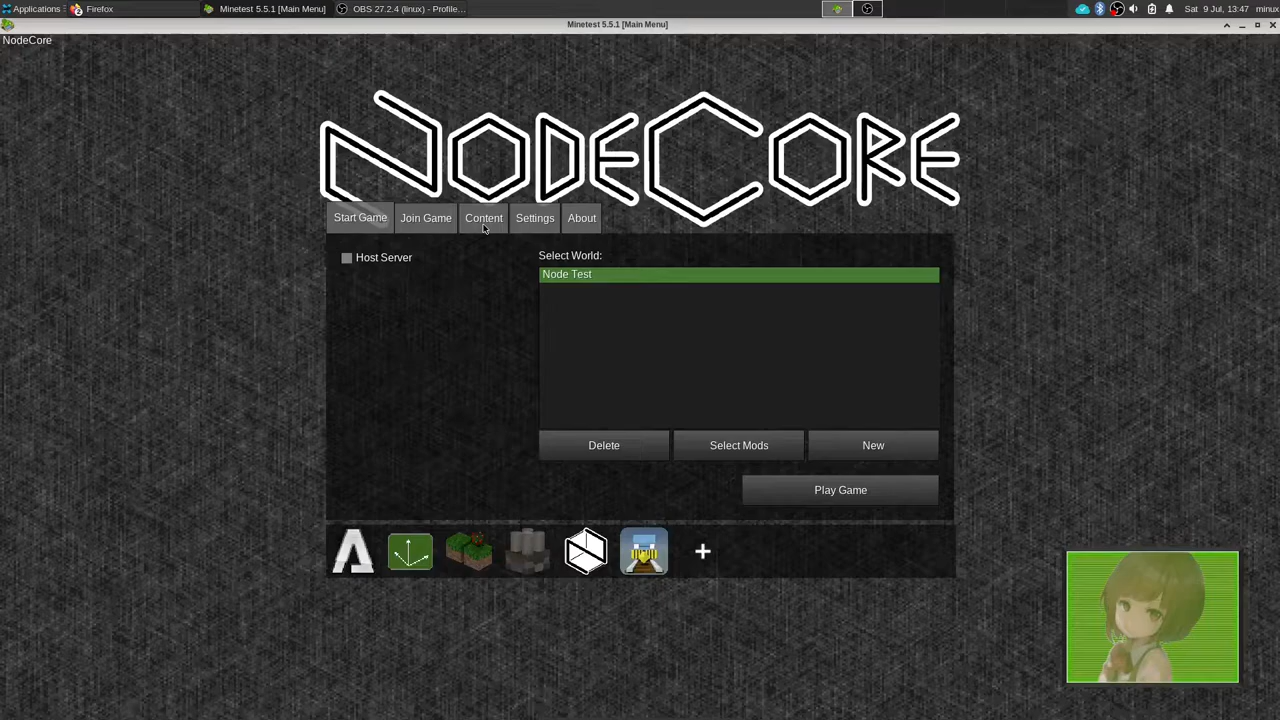 Applications
Firefox
Minetest 5.5.1 [Main Menu]
OBS 27.2.4 (linux) - Profile...
Sat 9 Jul, 13:47 minux
Minetest 5.5.1 [Main Menu]
NodeCore
NODECORE
Start Game
Join Game
Content
Settings
About
Host Server
Select World:
Node Test
Delete
Select Mods
New
Play Game